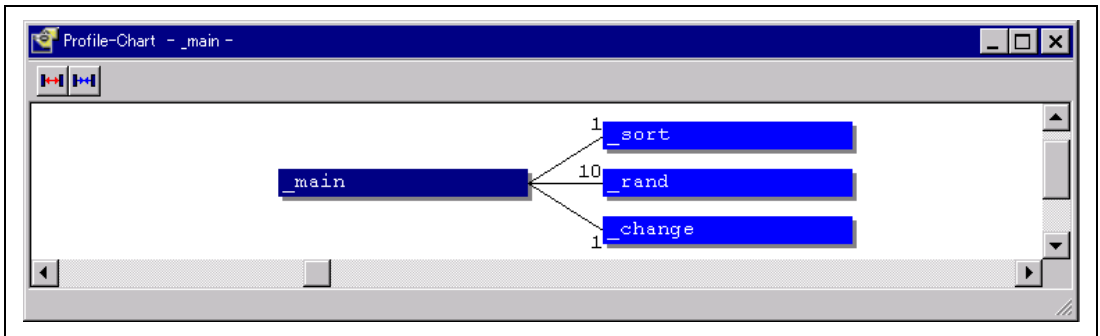 Profile-Chart - _main -
1
_sort
_main
10
_rand
_change
1